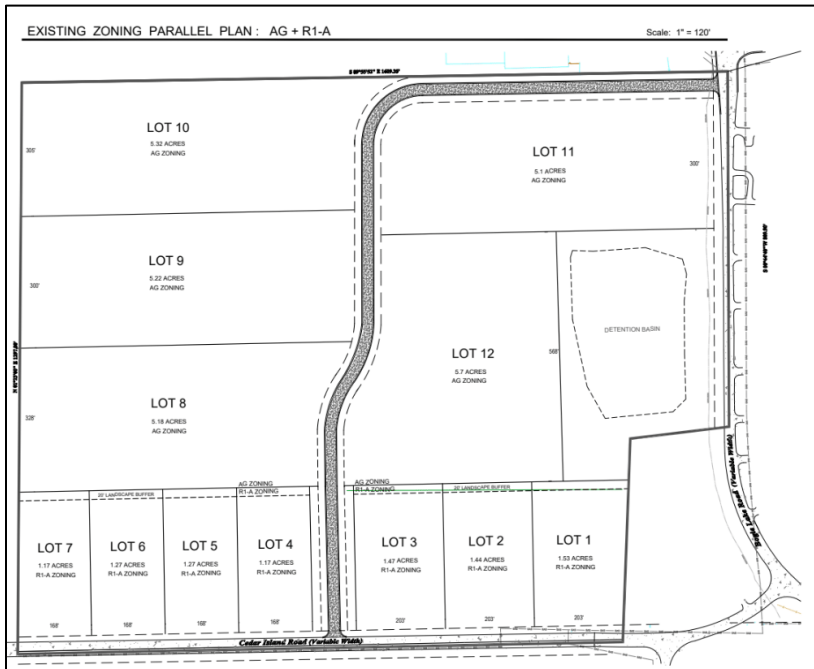 EXISTING ZONING PARALLEL PLAN : AG + R1-A
Scale: 1" = 120'
LOT 10
5.32 ACRES
AG ZONING
305'
LOT 11
5.1 ACRES
AG ZONING
300'
LOT 9
5.22 ACRES
AG ZONING
300'
DETENTION BASIN
LOT 12
5.7 ACRES
AG ZONING
568'
LOT 8
5.18 ACRES
AG ZONING
328'
AG ZONING
R1-A ZONING
20' LANDSCAPE BUFFER
AG ZONING
R1-A ZONING
20' LANDSCAPE BUFFER
LOT 7
1.17 ACRES
R1-A ZONING
168'
LOT 6
1.27 ACRES
R1-A ZONING
168'
LOT 5
1.27 ACRES
R1-A ZONING
168'
LOT 4
1.17 ACRES
R1-A ZONING
168'
LOT 3
1.47 ACRES
R1-A ZONING
203'
LOT 2
1.44 ACRES
R1-A ZONING
203'
LOT 1
1.53 ACRES
R1-A ZONING
203'
Cedar Island Road (Variable Width)
Road (Variable Width)